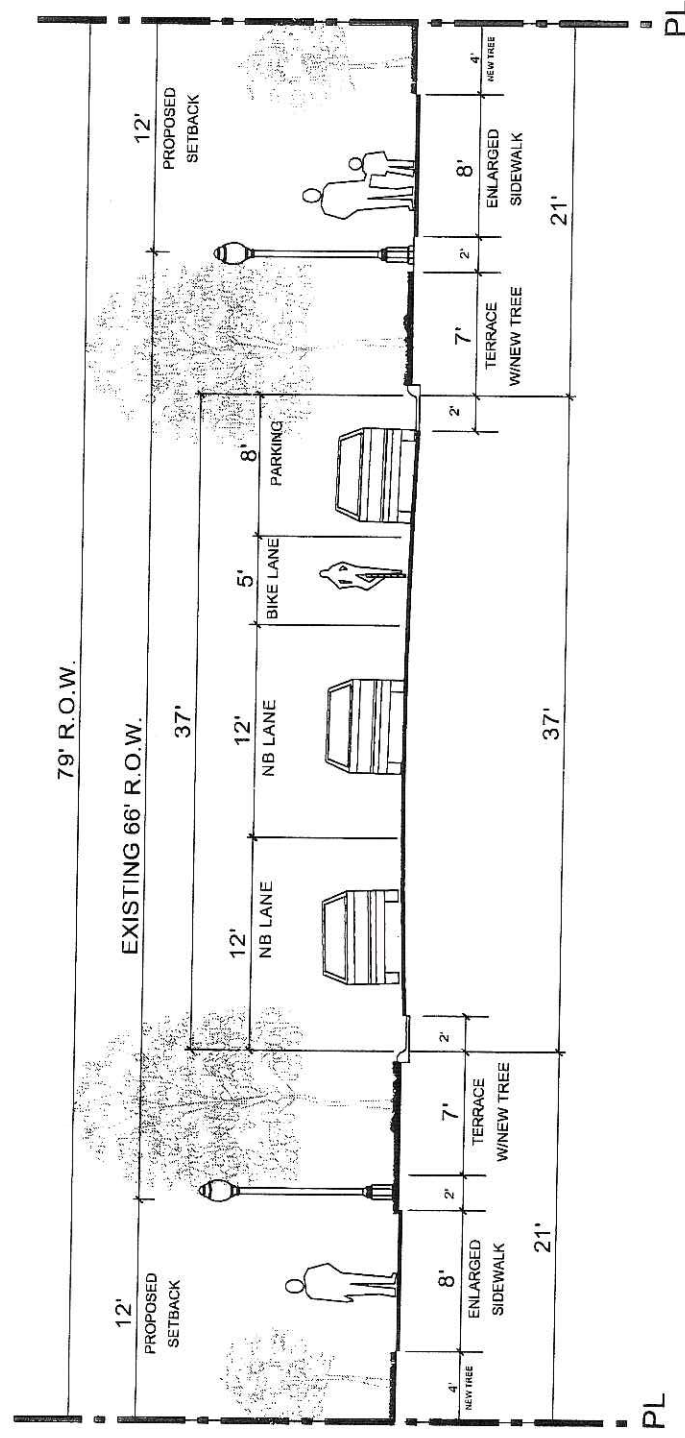 79' R.O.W.
EXISTING 66' R.O.W.
12'
PROPOSED
SETBACK
37'
12'
PROPOSED
SETBACK
12'
NB LANE
12'
NB LANE
5'
BIKE LANE
8'
PARKING
4'
NEW TREE
8'
ENLARGED
SIDEWALK
2'
7'
TERRACE
W/NEW TREE
2'
2'
7'
TERRACE
W/NEW TREE
2'
8'
ENLARGED
SIDEWALK
4'
NEW TREE
21'
37'
21'
PL
PL